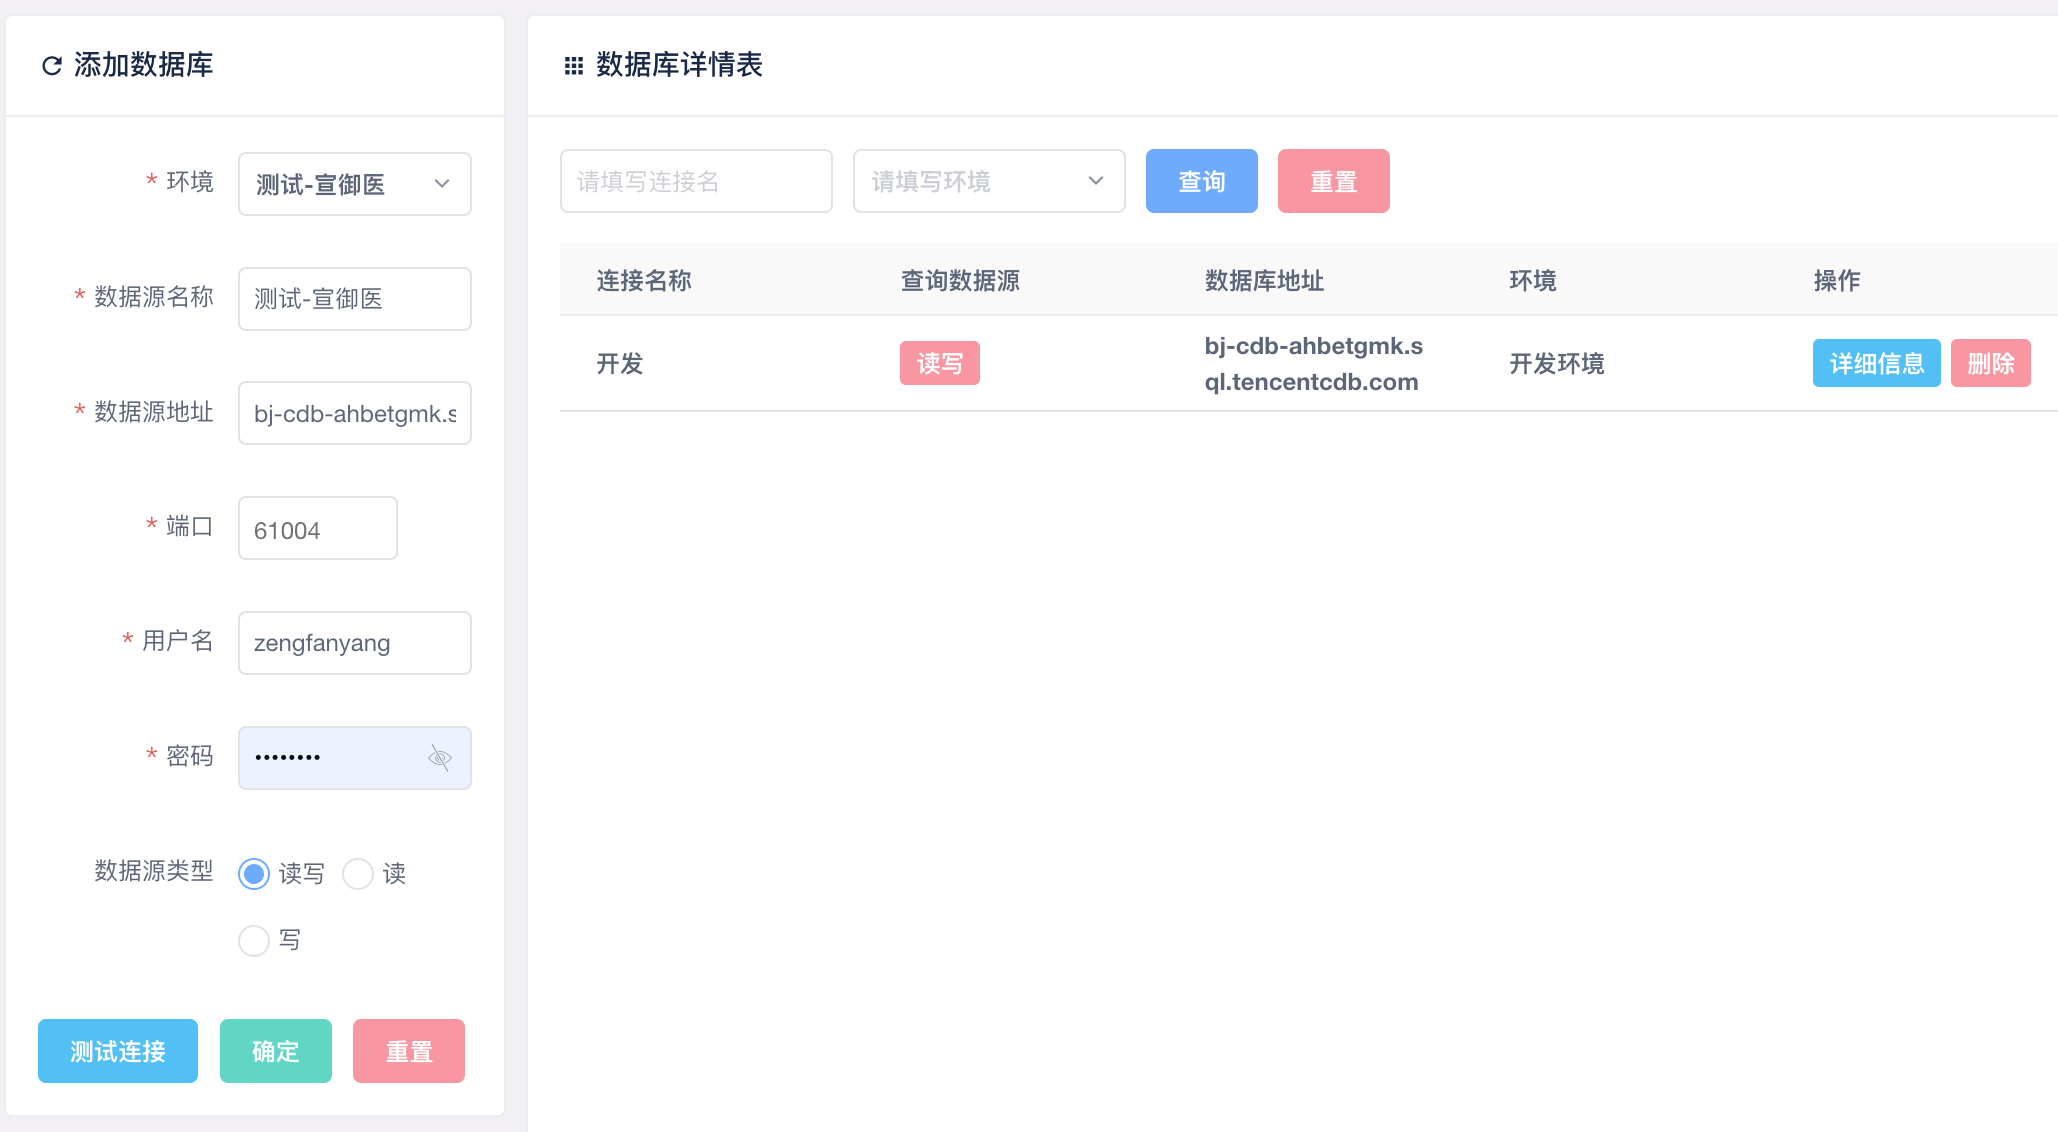 添加数据库
* 环境 测试-宣御医
* 数据源名称 测试-宣御医
* 数据源地址 bj-cdb-ahbetgmk.s
* 端口 61004
* 用户名 zengfanyang
* 密码 ••••••••
数据源类型 读写 读
写
测试连接 确定 重置
数据库详情表
请填写连接名 请填写环境 查询 重置
连接名称 查询数据源 数据库地址 环境 操作
开发 读写 bj-cdb-ahbetgmk.s 开发环境 详细信息 删除
ql.tencentcdb.com